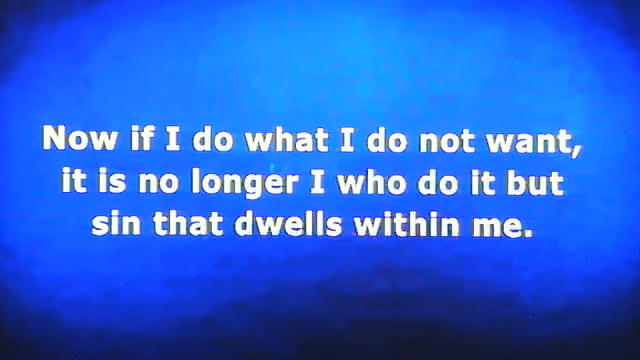 Now if I do what I do not want,
it is no longer I who do it but
sin that dwells within me.